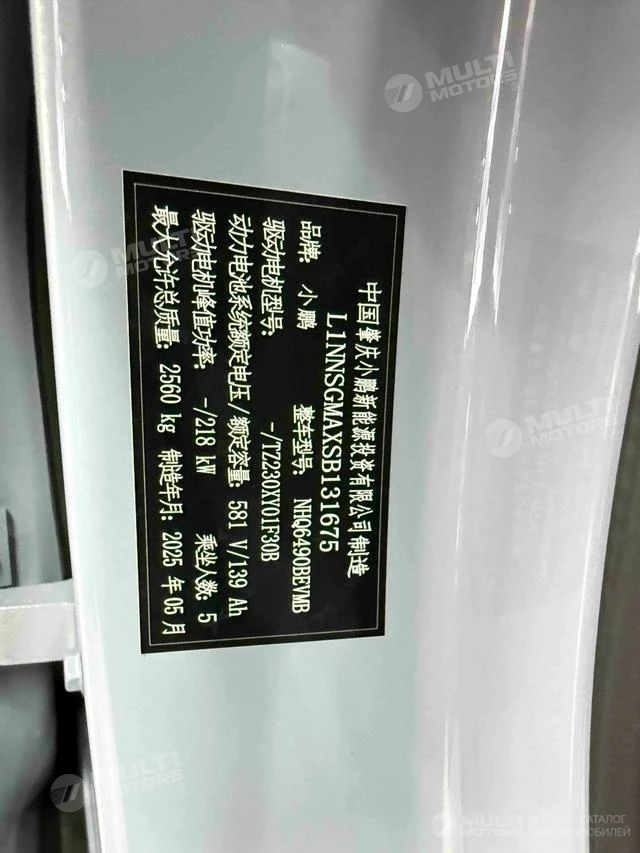 中国肇庆小鹏新能源投资有限公司制造
L1NNSGMAXSB131675
品牌: 小鹏 整车型号: NHQ6490BEVMB
驱动电机型号: -/TZ230XY01F30B
动力电池系统额定电压/额定容量: 581 V/139 Ah
驱动电机峰值功率: -/218 kW 乘坐人数: 5
最大允许总质量: 2560 kg 制造年月: 2025 年 05 月
MULTI MOTORS
MULTI MOTORS
MULTI MOTORS
MULTI MOTORS
MULTI MOTORS
КАТАЛОГ